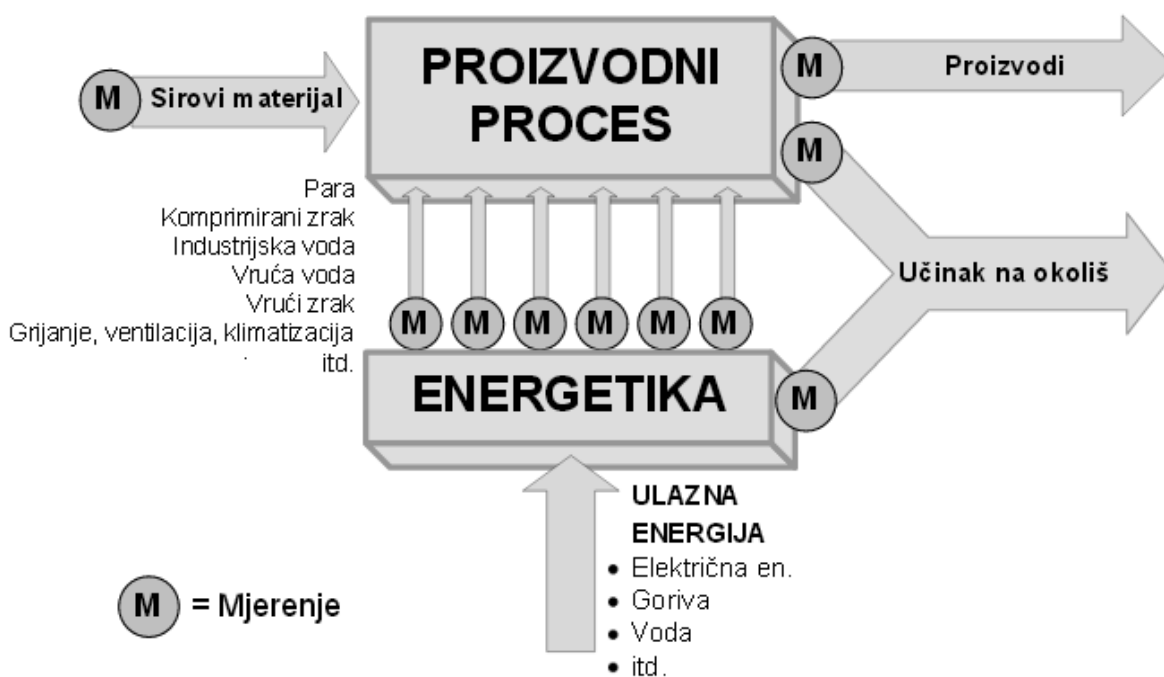 PROIZVODNI
PROCES
M
Proizvodi
M
Sirovi materijal
M
Para
Komprimirani zrak
Industrijska voda
Vruća voda
Vrući zrak
Grijanje, ventilacija, klimatizacija
itd.
Učinak na okoliš
M M M M M M
ENERGETIKA
M
ULAZNA
ENERGIJA
• Električna en.
• Goriva
• Voda
• itd.
M = Mjerenje